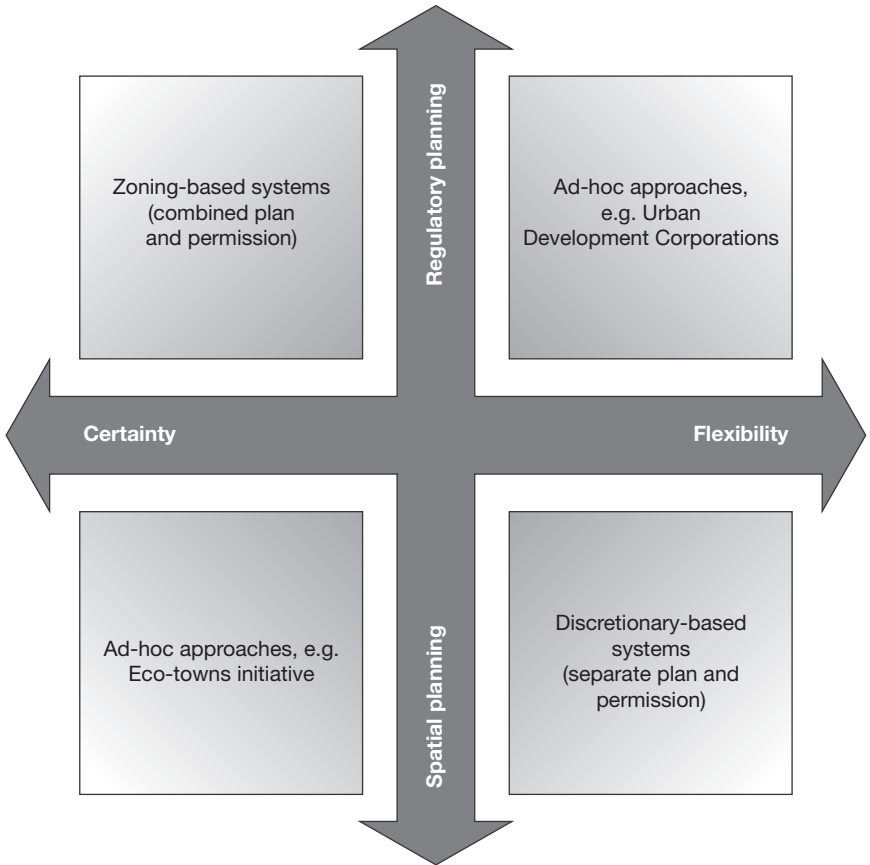 Regulatory planning
Zoning-based systems
(combined plan
and permission)
Ad-hoc approaches,
e.g. Urban
Development Corporations
Certainty
Flexibility
Ad-hoc approaches, e.g.
Eco-towns initiative
Discretionary-based
systems
(separate plan and
permission)
Spatial planning